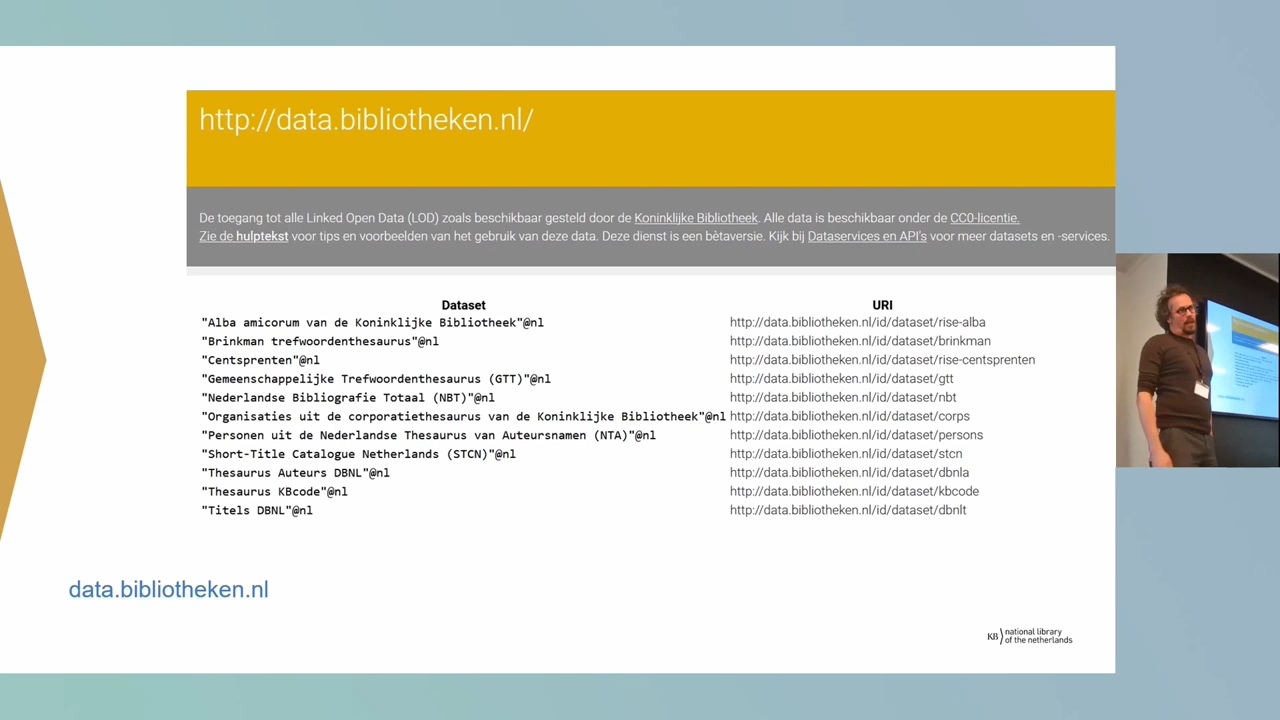 http://data.bibliotheken.nl/
De toegang tot alle Linked Open Data (LOD) zoals beschikbaar gesteld door de Koninklijke Bibliotheek. Alle data is beschikbaar onder de CC0-licentie.
Zie de hulptekst voor tips en voorbeelden van het gebruik van deze data. Deze dienst is een bètaversie. Kijk bij Dataservices en API's voor meer datasets en -services.
Dataset URI
"Alba amicorum van de Koninklijke Bibliotheek"@nl http://data.bibliotheken.nl/id/dataset/rise-alba
"Brinkman trefwoordenthesaurus"@nl http://data.bibliotheken.nl/id/dataset/brinkman
"Centsprenten"@nl http://data.bibliotheken.nl/id/dataset/rise-centsprenten
"Gemeenschappelijke Trefwoordenthesaurus (GTT)"@nl http://data.bibliotheken.nl/id/dataset/gtt
"Nederlandse Bibliografie Totaal (NBT)"@nl http://data.bibliotheken.nl/id/dataset/nbt
"Organisaties uit de corporatiethesaurus van de Koninklijke Bibliotheek"@nl http://data.bibliotheken.nl/id/dataset/corps
"Personen uit de Nederlandse Thesaurus van Auteursnamen (NTA)"@nl http://data.bibliotheken.nl/id/dataset/persons
"Short-Title Catalogue Netherlands (STCN)"@nl http://data.bibliotheken.nl/id/dataset/stcn
"Thesaurus Auteurs DBNL"@nl http://data.bibliotheken.nl/id/dataset/dbnla
"Thesaurus KBcode"@nl http://data.bibliotheken.nl/id/dataset/kbcode
"Titels DBNL"@nl http://data.bibliotheken.nl/id/dataset/dbnlt
data.bibliotheken.nl
KB national library
of the netherlands